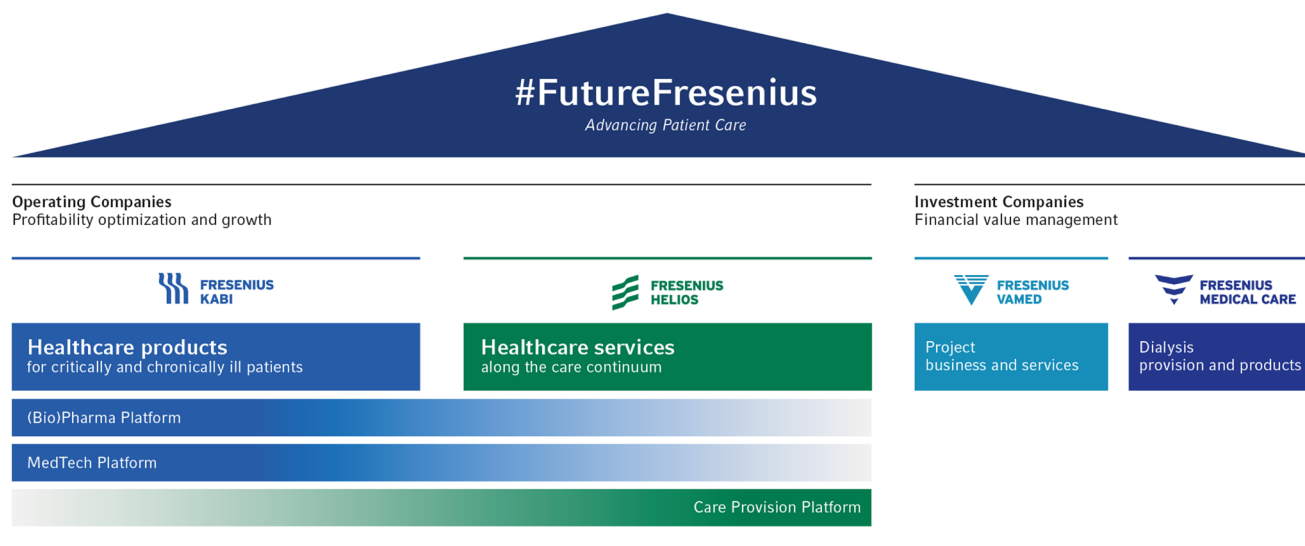 #FutureFresenius
Advancing Patient Care
Operating Companies
Profitability optimization and growth
Investment Companies
Financial value management
FRESENIUS
KABI
FRESENIUS
HELIOS
FRESENIUS
VAMED
FRESENIUS
MEDICAL CARE
Healthcare products
for critically and chronically ill patients
Healthcare services
along the care continuum
Project
business and services
Dialysis
provision and products
(Bio)Pharma Platform
MedTech Platform
Care Provision Platform